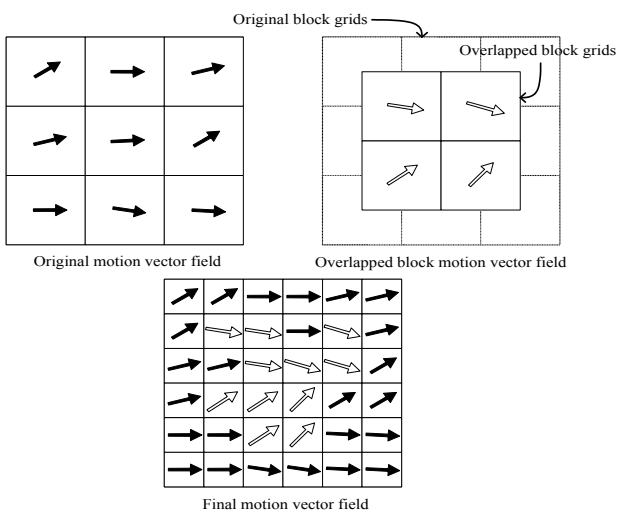 Original block grids
Overlapped block grids
Original motion vector field
Overlapped block motion vector field
Final motion vector field